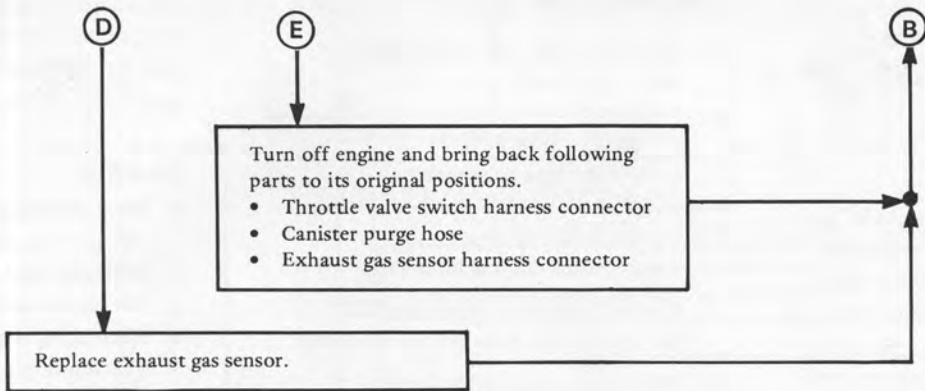 D
E
B
Turn off engine and bring back following
parts to its original positions.
• Throttle valve switch harness connector
• Canister purge hose
• Exhaust gas sensor harness connector
Replace exhaust gas sensor.